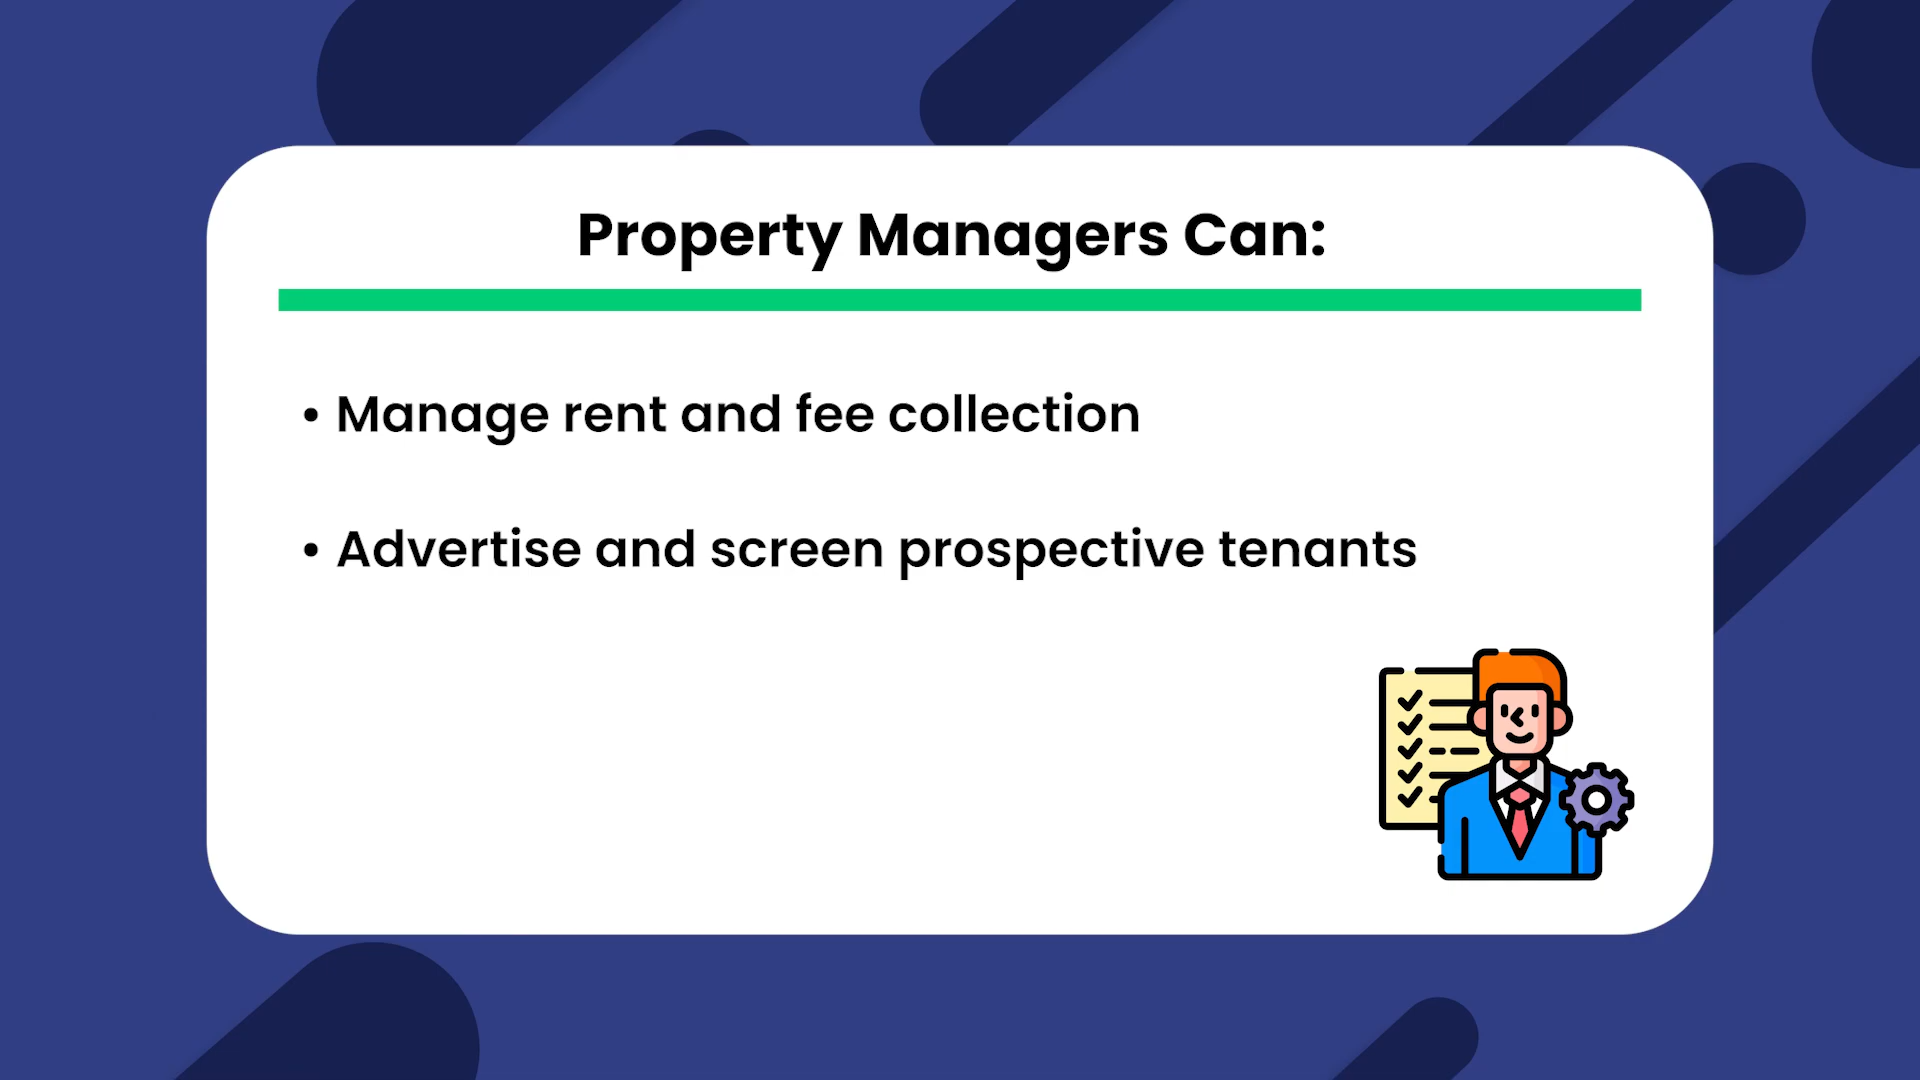 Property Managers Can:
• Manage rent and fee collection
• Advertise and screen prospective tenants